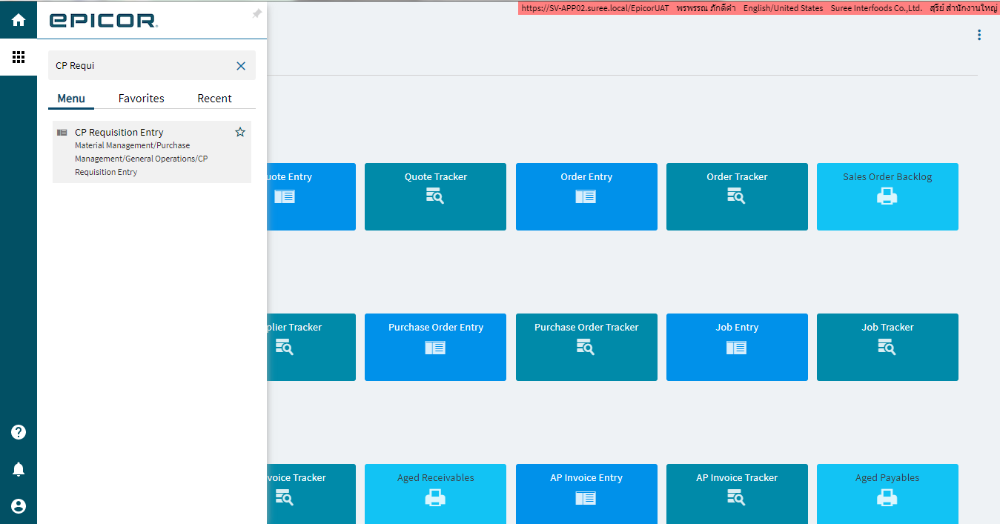 EPICOR
https://SV-APP02.suree.local/EpicorUAT พรพรรณ ภักดีคำ English/United States Suree Interfoods Co.,Ltd. สุรีย์ สำนักงานใหญ่
CP Requi
Menu Favorites Recent
CP Requisition Entry
Material Management/Purchase
Management/General Operations/CP
Requisition Entry
uote Entry Quote Tracker Order Entry Order Tracker Sales Order Backlog
plier Tracker Purchase Order Entry Purchase Order Tracker Job Entry Job Tracker
voice Tracker Aged Receivables AP Invoice Entry AP Invoice Tracker Aged Payables